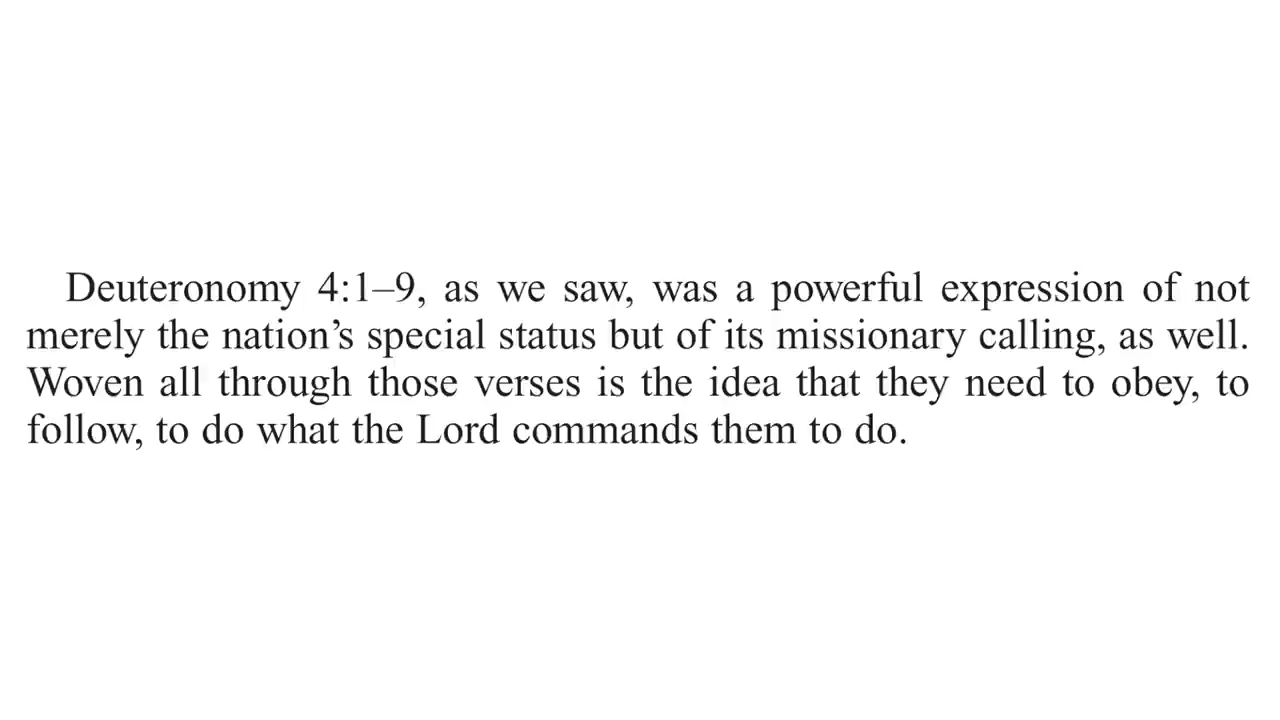 Deuteronomy 4:1–9, as we saw, was a powerful expression of not
merely the nation’s special status but of its missionary calling, as well.
Woven all through those verses is the idea that they need to obey, to
follow, to do what the Lord commands them to do.